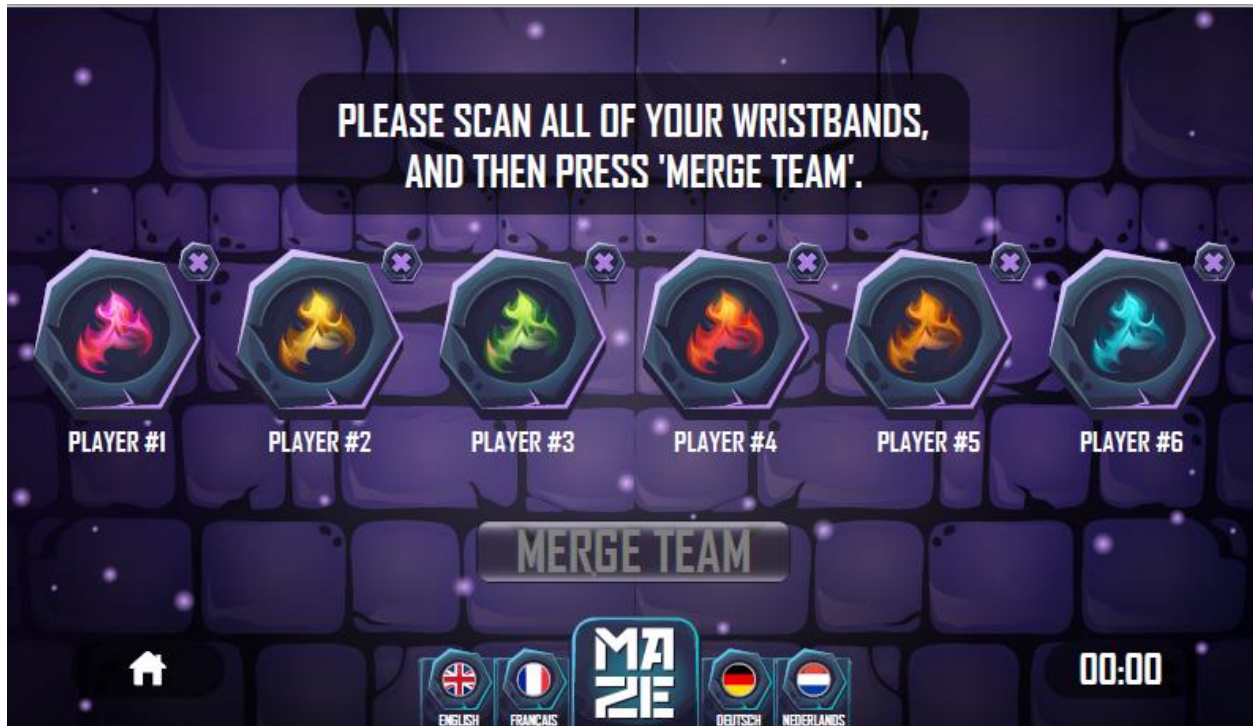 PLEASE SCAN ALL OF YOUR WRISTBANDS,
AND THEN PRESS 'MERGE TEAM'.
PLAYER #1
PLAYER #2
PLAYER #3
PLAYER #4
PLAYER #5
PLAYER #6
MERGE TEAM
MA
ZE
00:00
ENGLISH
FRANCAIS
DEUTSCH
NEDERLANDS